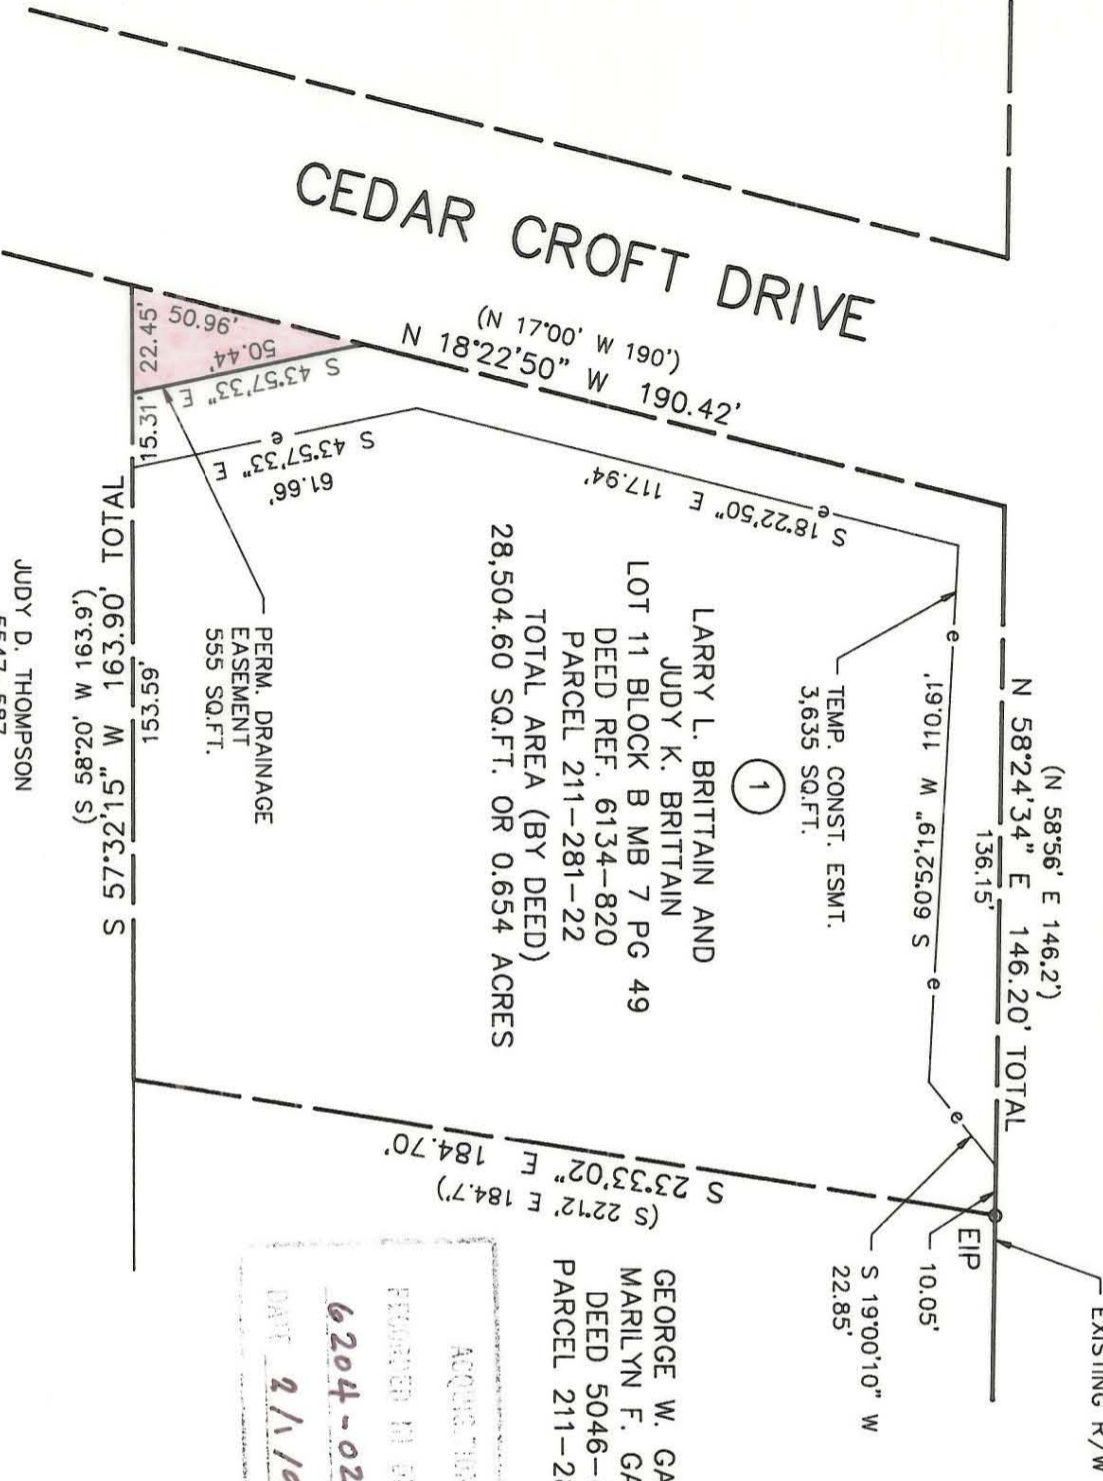 CEDAR CROFT DRIVE
(N 17°00' W 190')
N 18°22'50" W 190.42'
50.96'
22.45'
50.44'
S 43°57'33" E
15.31'
S 43°57'33" E
61.66'
e
S 18°22'50" E 117.94'
e
(N 58°56' E 146.2')
N 58°24'34" E 146.20' TOTAL
136.15'
e
S 60°52'19" W 110.61'
e
e
TEMP. CONST. ESMT.
3,635 SQ.FT.
1
LARRY L. BRITTAIN AND
JUDY K. BRITTAIN
LOT 11 BLOCK B MB 7 PG 49
DEED REF. 6134-820
PARCEL 211-281-22
TOTAL AREA (BY DEED)
28,504.60 SQ.FT. OR 0.654 ACRES
PERM. DRAINAGE
EASEMENT
555 SQ.FT.
153.59'
S 57°32'15" W 163.90' TOTAL
(S 58°20' W 163.9')
JUDY D. THOMPSON
S 23°33'02" E 184.70'
(S 22°12' E 184.7')
EXISTING R/W
EIP
10.05'
S 19°00'10" W
22.85'
GEORGE W. GA
MARILYN F. GA
DEED 5046-
PARCEL 211-2
6204-02
DATE 2/1/